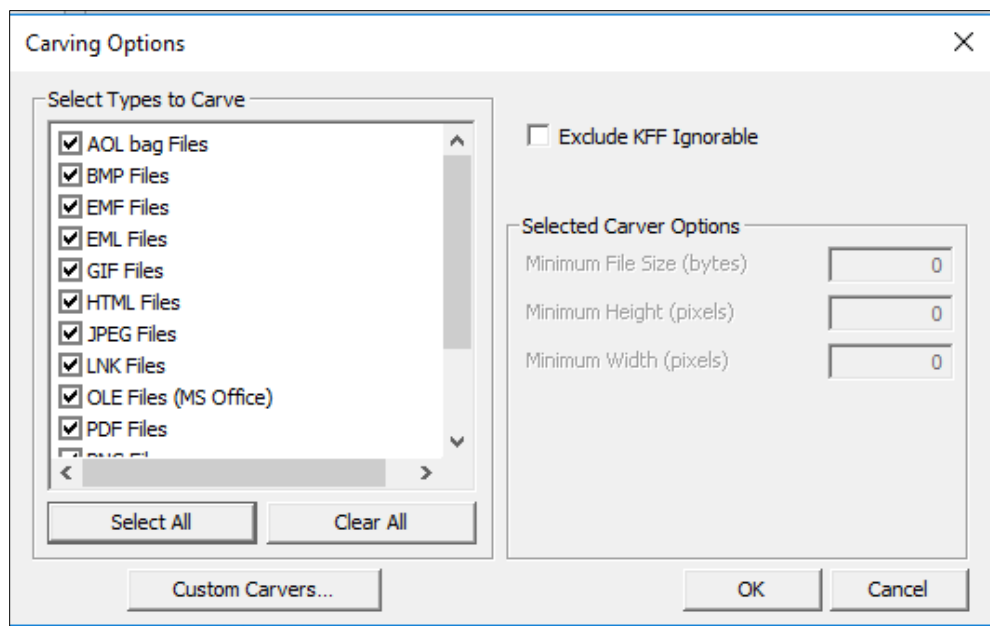 Carving Options
Select Types to Carve
AOL bag Files
BMP Files
EMF Files
EML Files
GIF Files
HTML Files
JPEG Files
LNK Files
OLE Files (MS Office)
PDF Files
Select All
Clear All
Custom Carvers...
Exclude KFF Ignorable
Selected Carver Options
Minimum File Size (bytes) 0
Minimum Height (pixels) 0
Minimum Width (pixels) 0
OK
Cancel